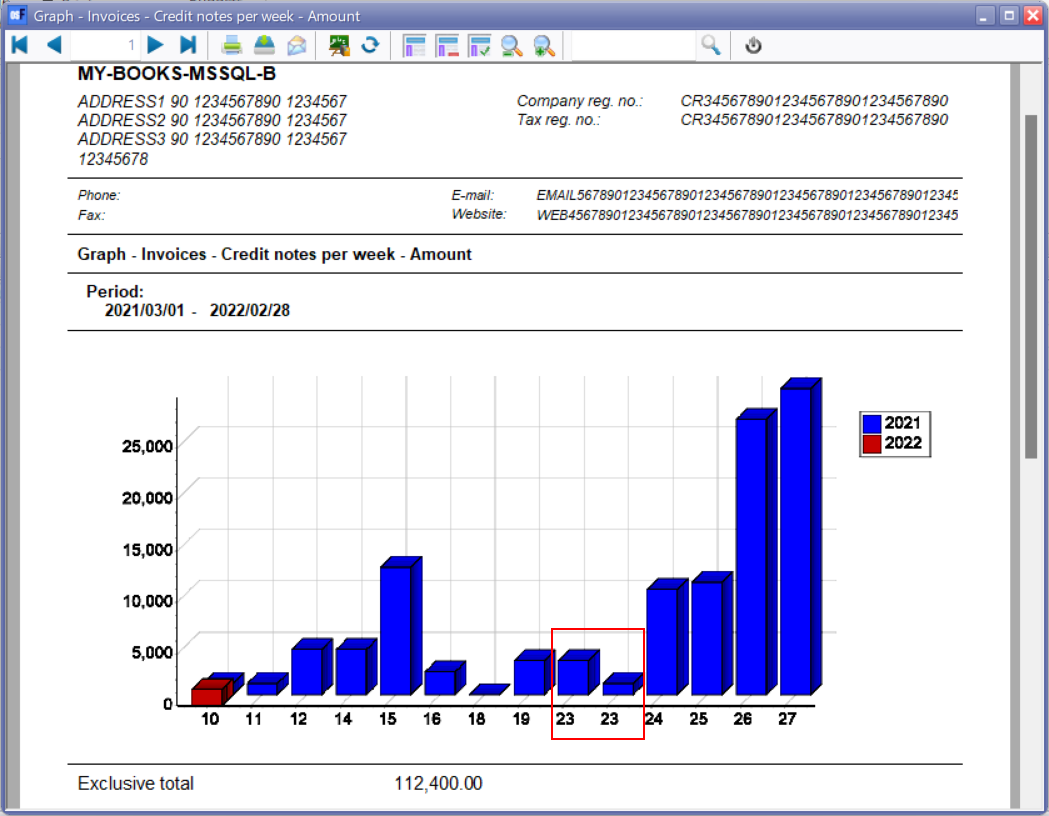 Graph - Invoices - Credit notes per week - Amount
1
MY-BOOKS-MSSQL-B
ADDRESS1 90 1234567890 1234567
ADDRESS2 90 1234567890 1234567
ADDRESS3 90 1234567890 1234567
12345678
Company reg. no.: CR3456789012345678901234567890
Tax reg. no.: CR3456789012345678901234567890
Phone:
Fax:
E-mail: EMAIL567890123456789012345678901234567890123456789012345
Website: WEB4567890123456789012345678901234567890123456789012345
Graph - Invoices - Credit notes per week - Amount
Period:
2021/03/01 - 2022/02/28
25,000
20,000
15,000
10,000
5,000
0
10 11 12 14 15 16 18 19 23 23 24 25 26 27
2021
2022
Exclusive total 112,400.00